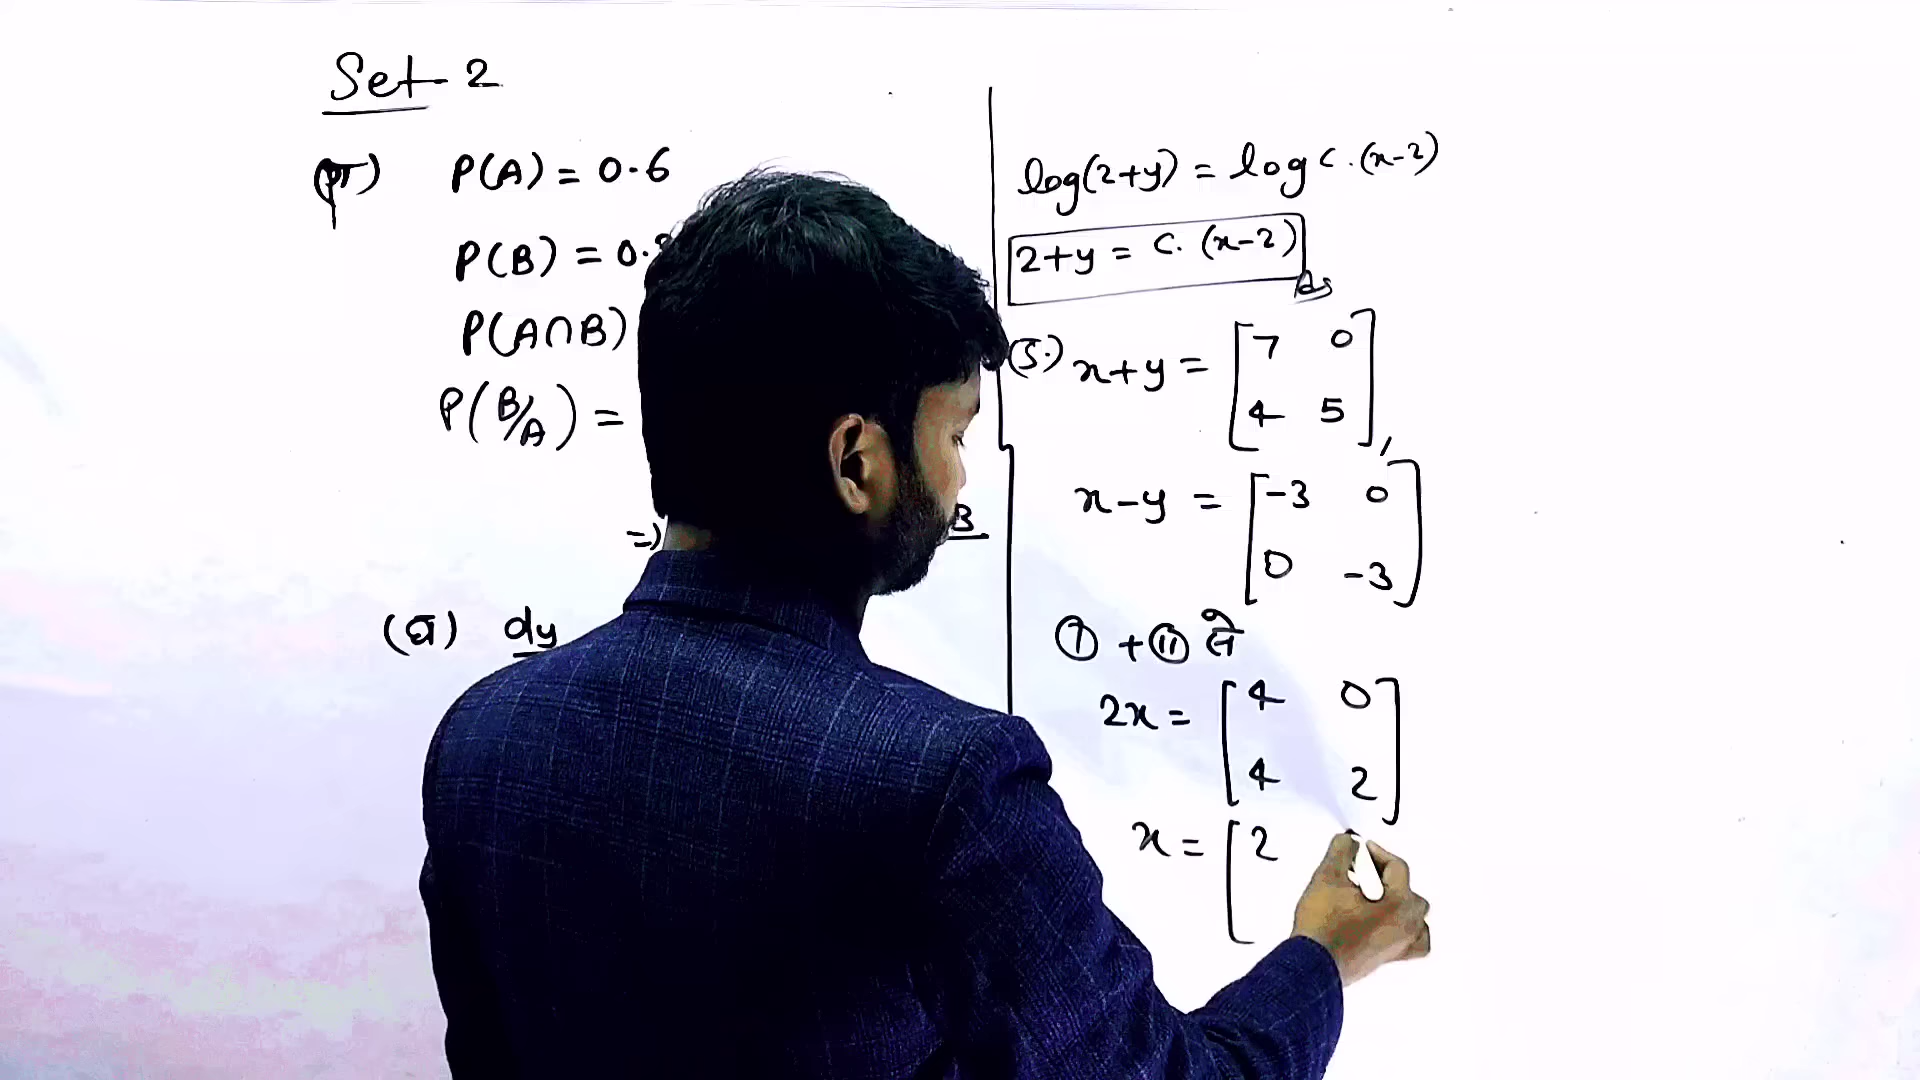 Set-2
P(A) = 0.6
P(B) = 0.
P(A∩B)
P(B/A) =
=)
(घ) dy
log(2+y) = log c.(x-2)
2+y = c.(x-2)
Ans
(ङ.) x+y = [7 0
4 5],
x-y = [-3 0
0 -3]
(i) + (ii) से
2x = [4 0
4 2]
x = [2